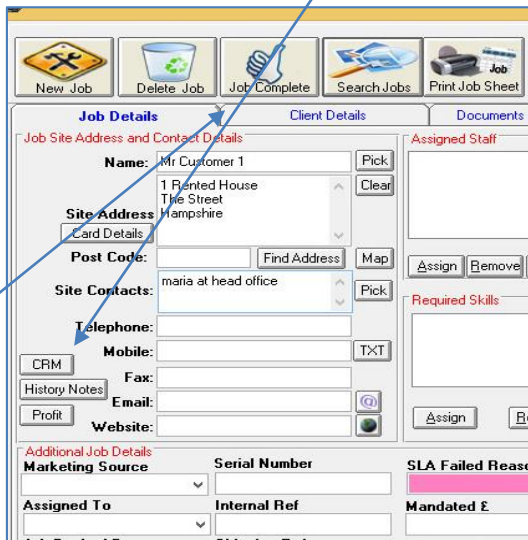 New Job Delete Job Job Complete Search Jobs Job Print Job Sheet
Job Details Client Details Documents
Job Site Address and Contact Details Assigned Staff
Name: Mr Customer 1 Pick
1 Rented House Clear
The Street
Site Address Hampshire
Card Details
Post Code: Find Address Map
Assign Remove
Site Contacts: maria at head office Pick
Required Skills
Telephone:
Mobile: TXT
CRM
Fax:
History Notes
Email: @
Profit
Assign
Website:
Additional Job Details
Marketing Source Serial Number SLA Failed Reaso
Assigned To Internal Ref Mandated £